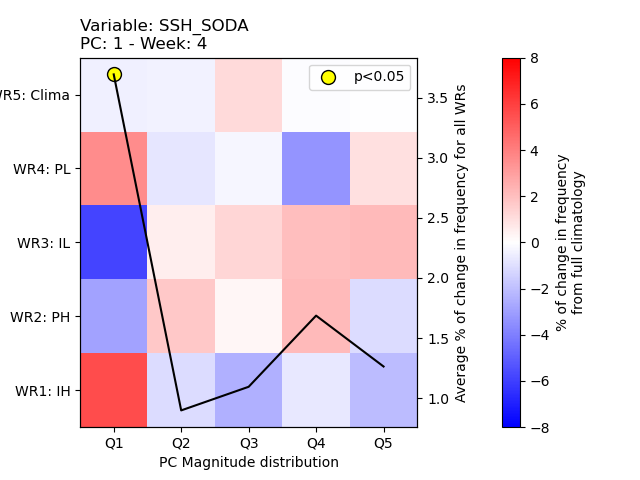 Variable: SSH_SODA
PC: 1 - Week: 4
p<0.05
WR5: Clima
WR4: PL
WR3: IL
WR2: PH
WR1: IH
Q1 Q2 Q3 Q4 Q5
PC Magnitude distribution
3.5
3.0
2.5
2.0
1.5
1.0
Average % of change in frequency for all WRs
8
6
4
2
0
−2
−4
−6
−8
% of change in frequency
from full climatology